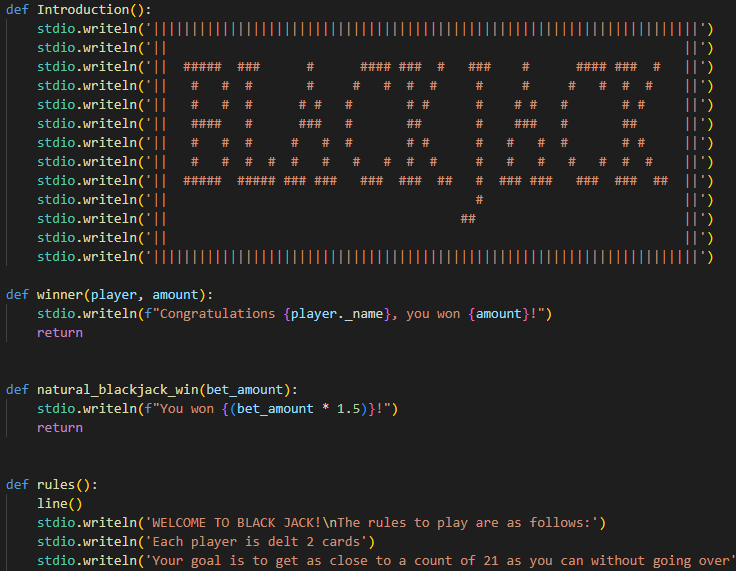 def Introduction():
    stdio.writeln('|||||||||||||||||||||||||||||||||||||||||||||||||||||||||||||||||||||||')
    stdio.writeln('||                                                                   ||')
    stdio.writeln('||  #####  ###      #      #### ###  #   ###    #      #### ###  #   ||')
    stdio.writeln('||   #   #  #       #     #   #  #  #     #     #     #   #  #  #    ||')
    stdio.writeln('||   #   #  #      # #   #       # #      #    # #   #       # #     ||')
    stdio.writeln('||   ####   #      ###   #       ##       #    ###   #       ##      ||')
    stdio.writeln('||   #   #  #     #   #  #       # #      #   #   #  #       # #     ||')
    stdio.writeln('||   #   #  #  #  #   #   #   #  #  #     #   #   #   #   #  #  #    ||')
    stdio.writeln('||  #####  ##### ### ###   ###  ###  ##   #  ### ###   ###  ###  ##  ||')
    stdio.writeln('||                                        #                          ||')
    stdio.writeln('||                                      ##                           ||')
    stdio.writeln('||                                                                   ||')
    stdio.writeln('|||||||||||||||||||||||||||||||||||||||||||||||||||||||||||||||||||||||')
def winner(player, amount):
    stdio.writeln(f"Congratulations {player._name}, you won {amount}!")
    return
def natural_blackjack_win(bet_amount):
    stdio.writeln(f"You won {(bet_amount * 1.5)}!")
    return
def rules():
    line()
    stdio.writeln('WELCOME TO BLACK JACK!\nThe rules to play are as follows:')
    stdio.writeln('Each player is delt 2 cards')
    stdio.writeln('Your goal is to get as close to a count of 21 as you can without going over'